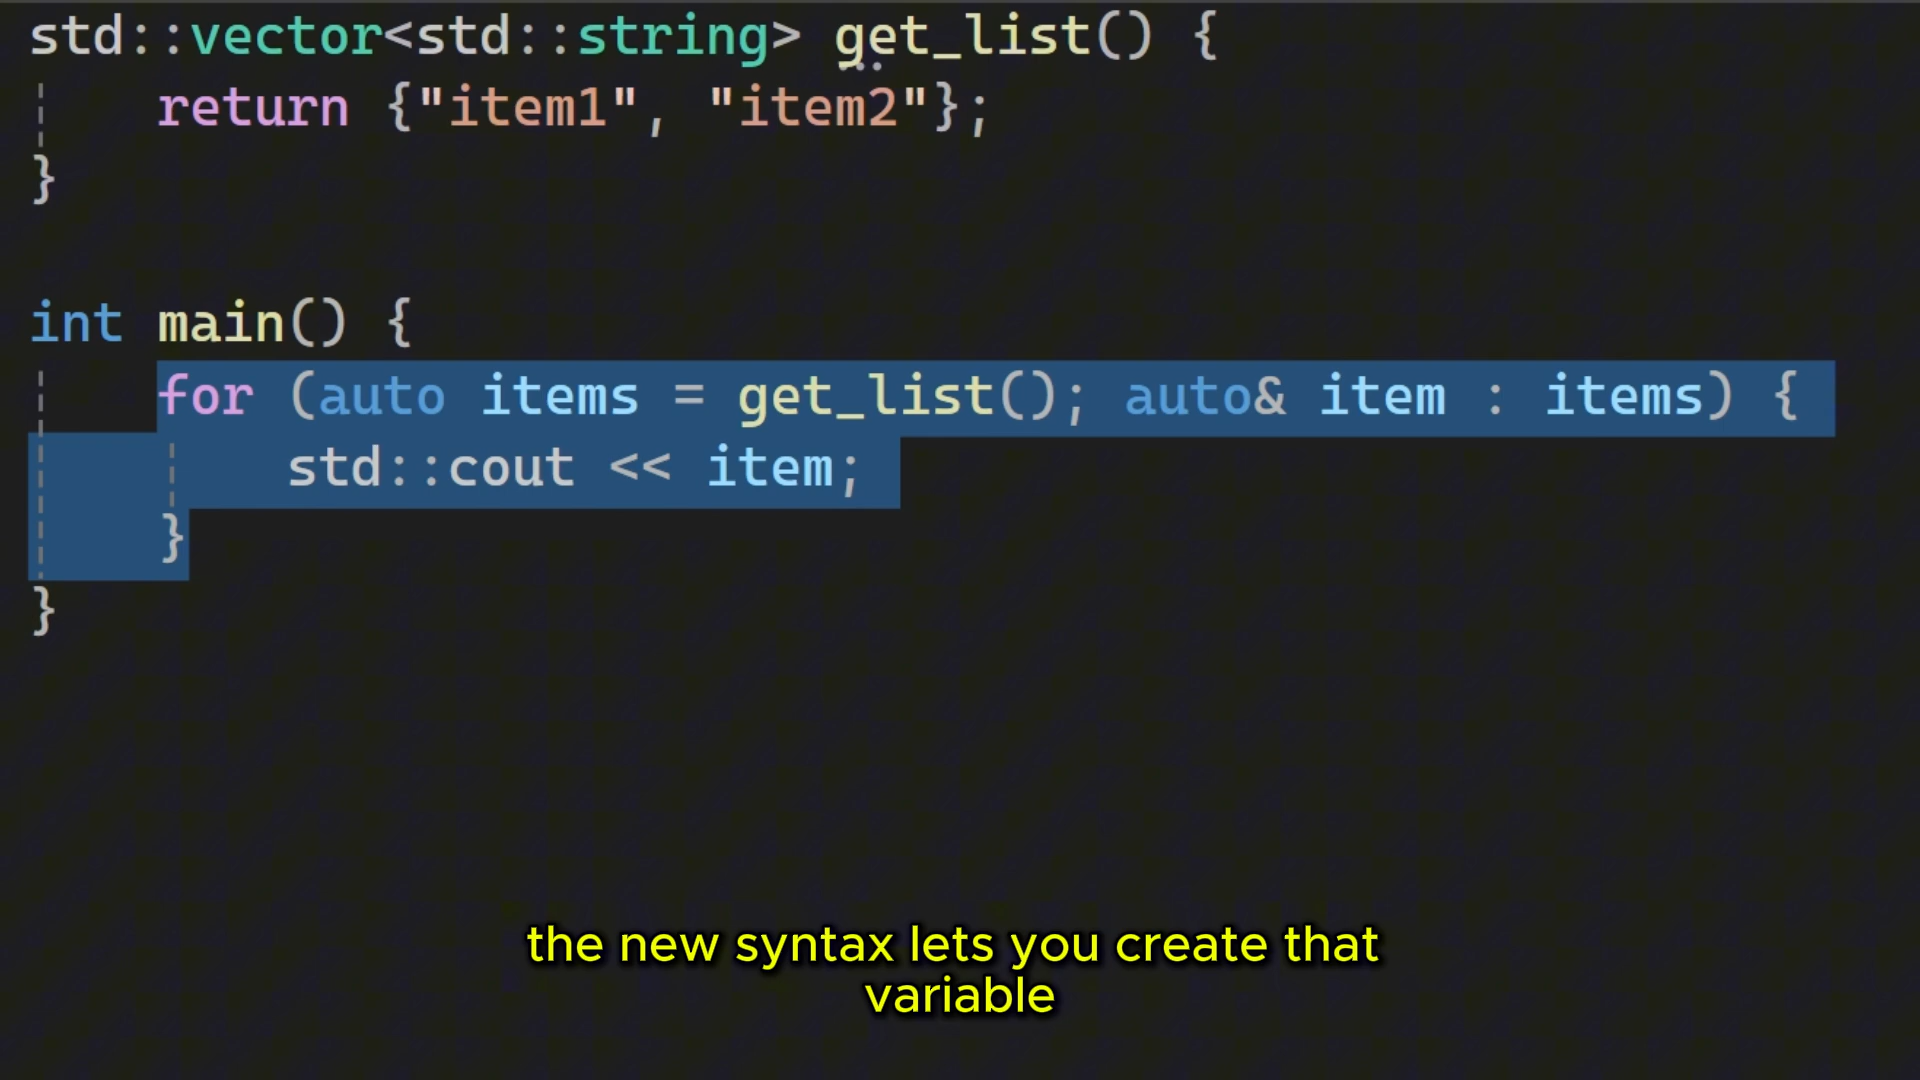 std::vector<std::string> get_list() {
    return {"item1", "item2"};
}
int main() {
    for (auto items = get_list(); auto& item : items) {
        std::cout << item;
    }
}
the new syntax lets you create that
variable